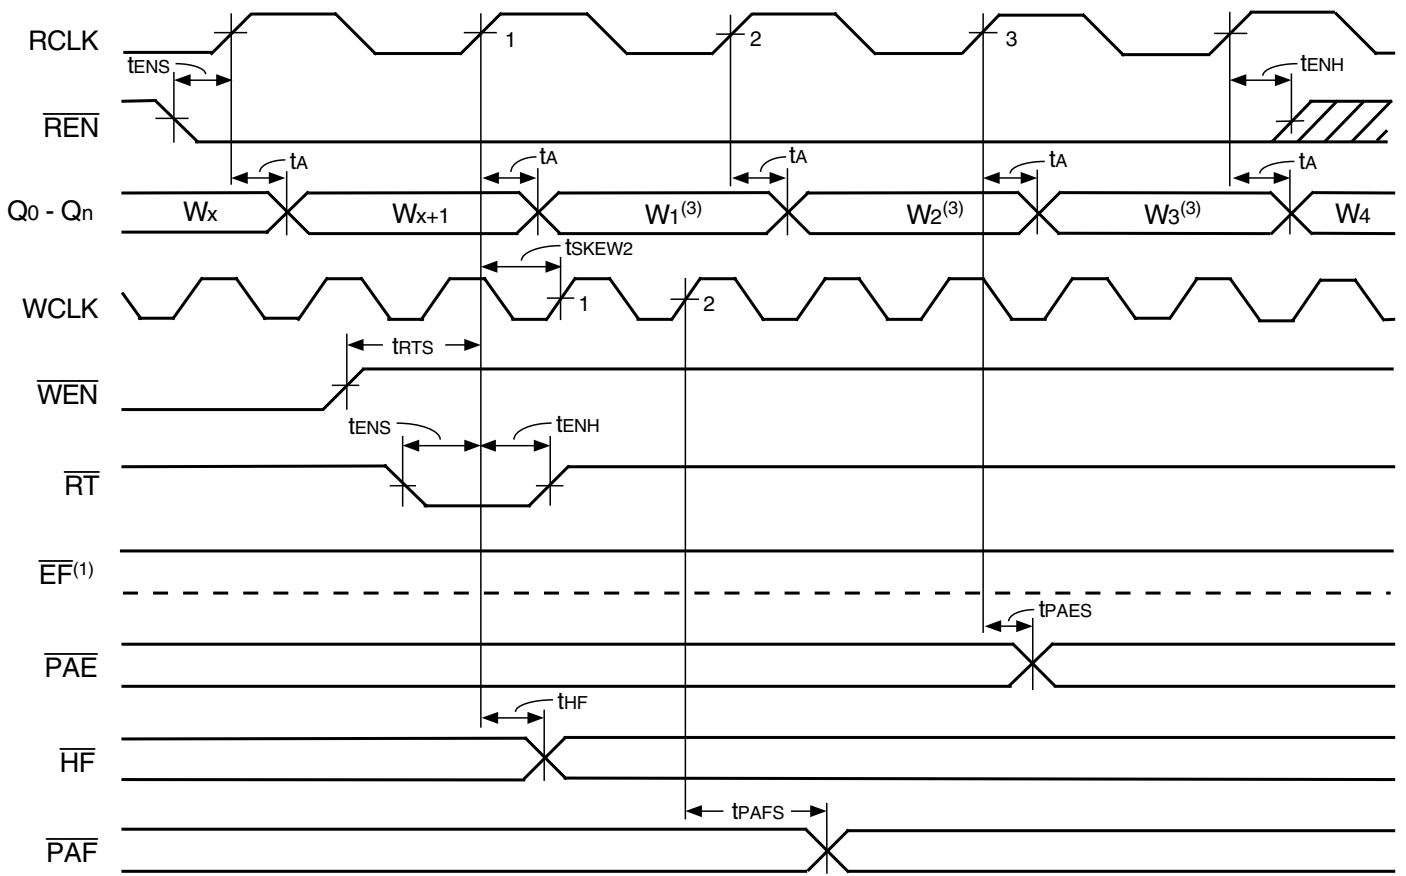 RCLK 1 2 3
tENS tENH
REN
tA tA tA tA tA
Q0 - Qn Wx Wx+1 W1(3) W2(3) W3(3) W4
tSKEW2
WCLK 1 2
tRTS
WEN
tENS tENH
RT
EF(1)
tPAES
PAE
tHF
HF
tPAFS
PAF